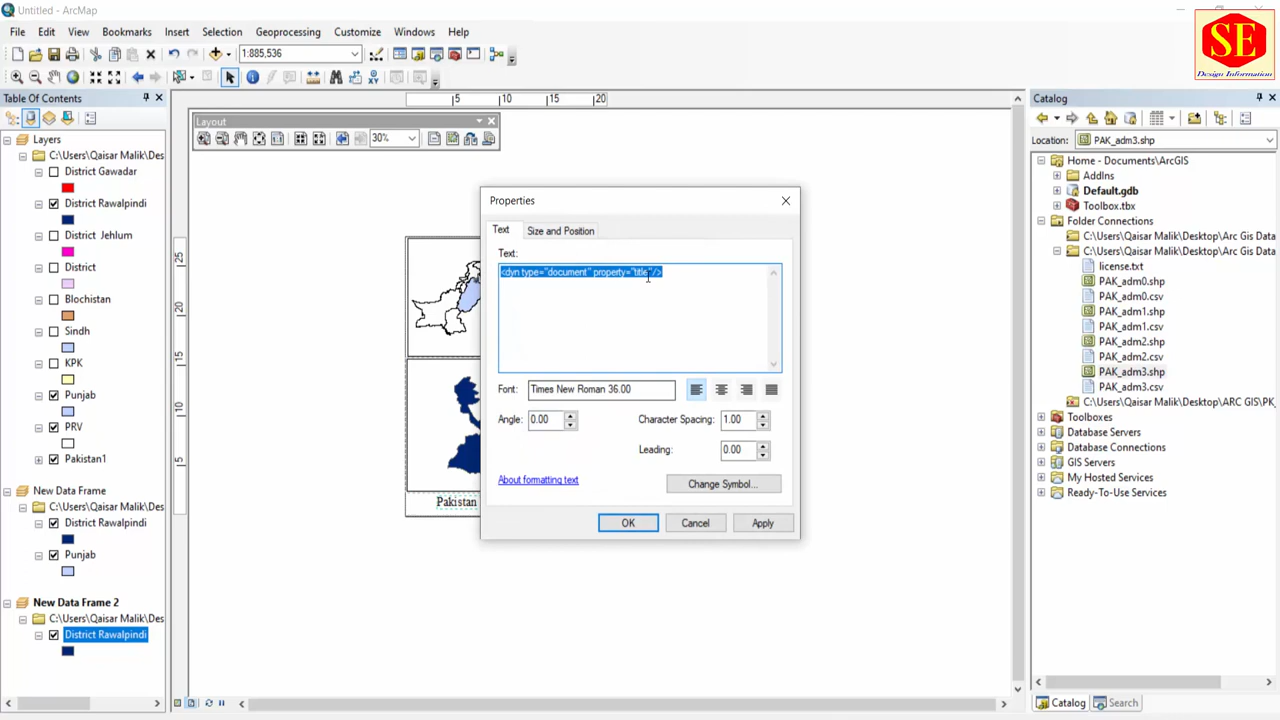 Untitled - ArcMap
SE
Design Information
File Edit View Bookmarks Insert Selection Geoprocessing Customize Windows Help
1:885,536
Table Of Contents
Layers
C:\Users\Qaisar Malik\Des
District Gawadar
District Rawalpindi
District Jehlum
District
Blochistan
Sindh
KPK
Punjab
PRV
Pakistan1
New Data Frame
C:\Users\Qaisar Malik\Des
District Rawalpindi
Punjab
New Data Frame 2
C:\Users\Qaisar Malik\Des
District Rawalpindi
5 10 15 20
Layout
30%
25
20
15
10
5
Pakistan
Properties
Text Size and Position
Text:
<dyn type="document" property="title"/>
Font: Times New Roman 36.00
Angle: 0.00 Character Spacing: 1.00
Leading: 0.00
About formatting text Change Symbol...
OK Cancel Apply
Catalog
Location: PAK_adm3.shp
Home - Documents\ArcGIS
AddIns
Default.gdb
Toolbox.tbx
Folder Connections
C:\Users\Qaisar Malik\Desktop\Arc Gis Data
C:\Users\Qaisar Malik\Desktop\Arc Gis Data
license.txt
PAK_adm0.shp
PAK_adm0.csv
PAK_adm1.shp
PAK_adm1.csv
PAK_adm2.shp
PAK_adm2.csv
PAK_adm3.shp
PAK_adm3.csv
C:\Users\Qaisar Malik\Desktop\ARC GIS\PK
Toolboxes
Database Servers
Database Connections
GIS Servers
My Hosted Services
Ready-To-Use Services
Catalog Search